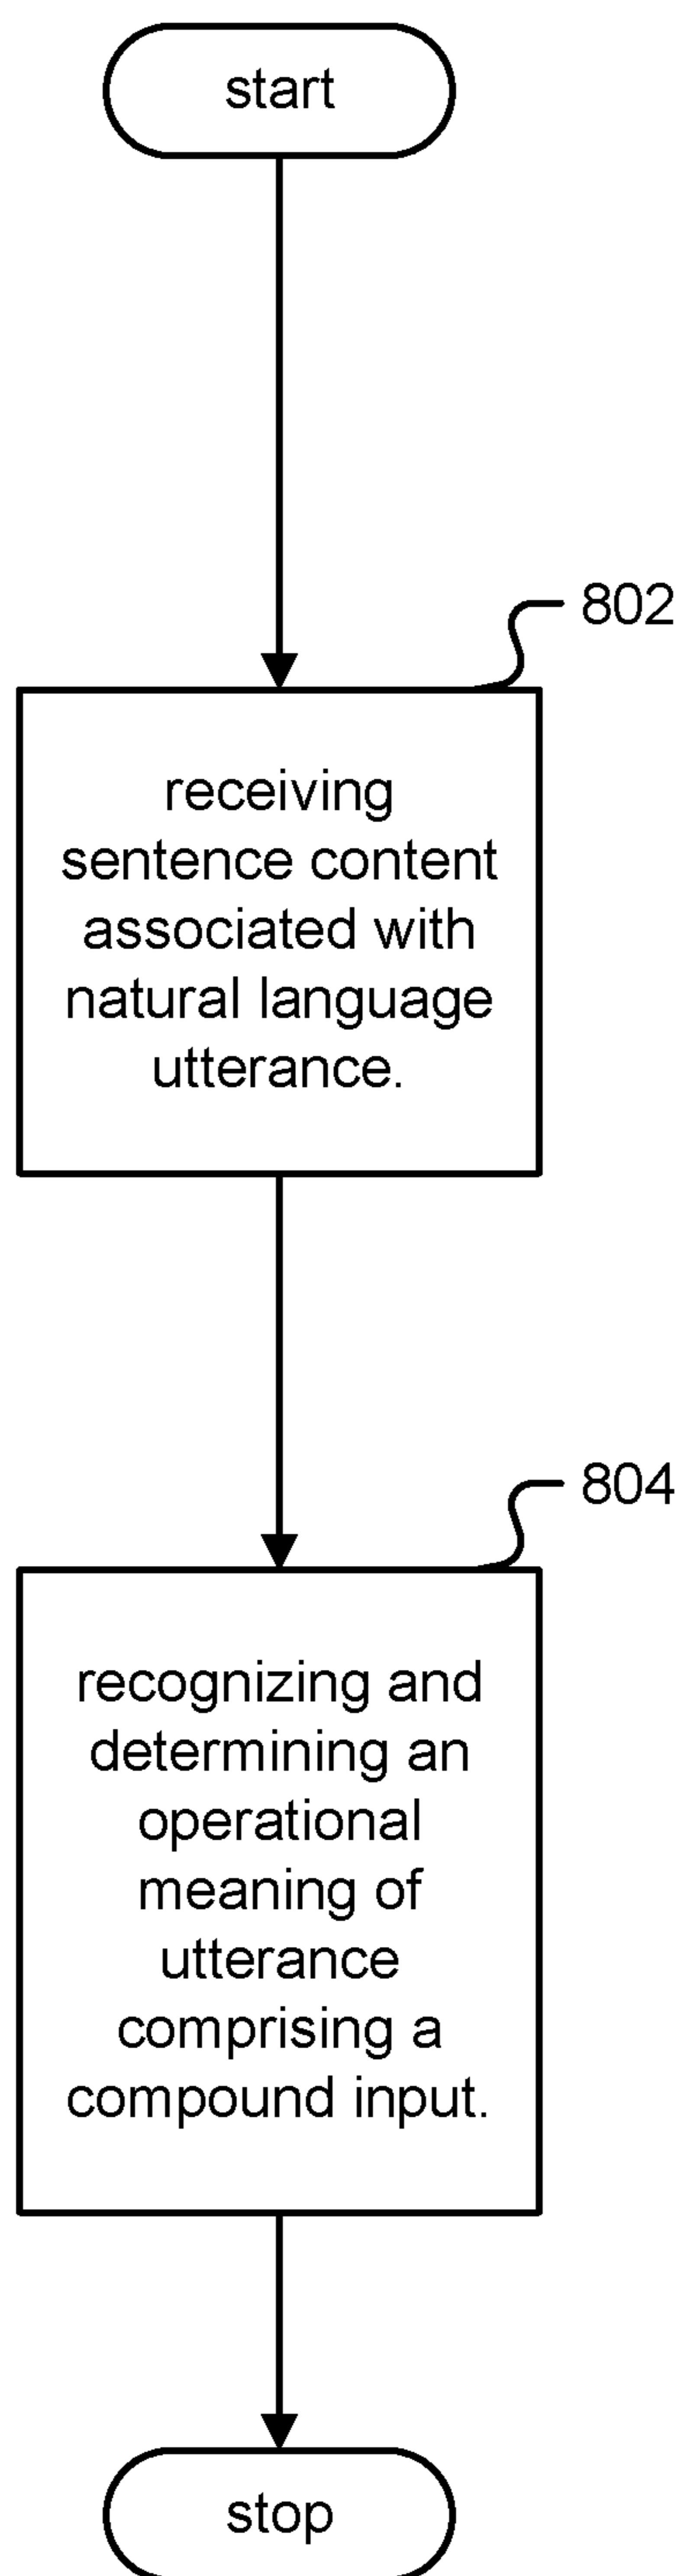 start
802
receiving
sentence content
associated with
natural language
utterance.
804
recognizing and
determining an
operational
meaning of
utterance
comprising a
compound input.
stop